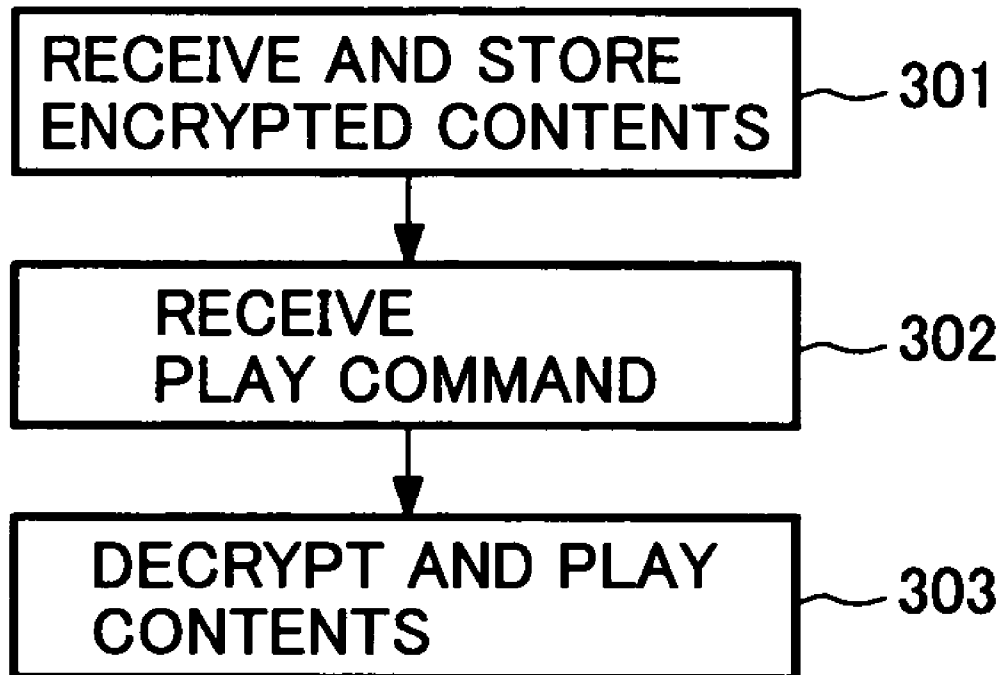 RECEIVE AND STORE
ENCRYPTED CONTENTS
301
RECEIVE
PLAY COMMAND
302
DECRYPT AND PLAY
CONTENTS
303